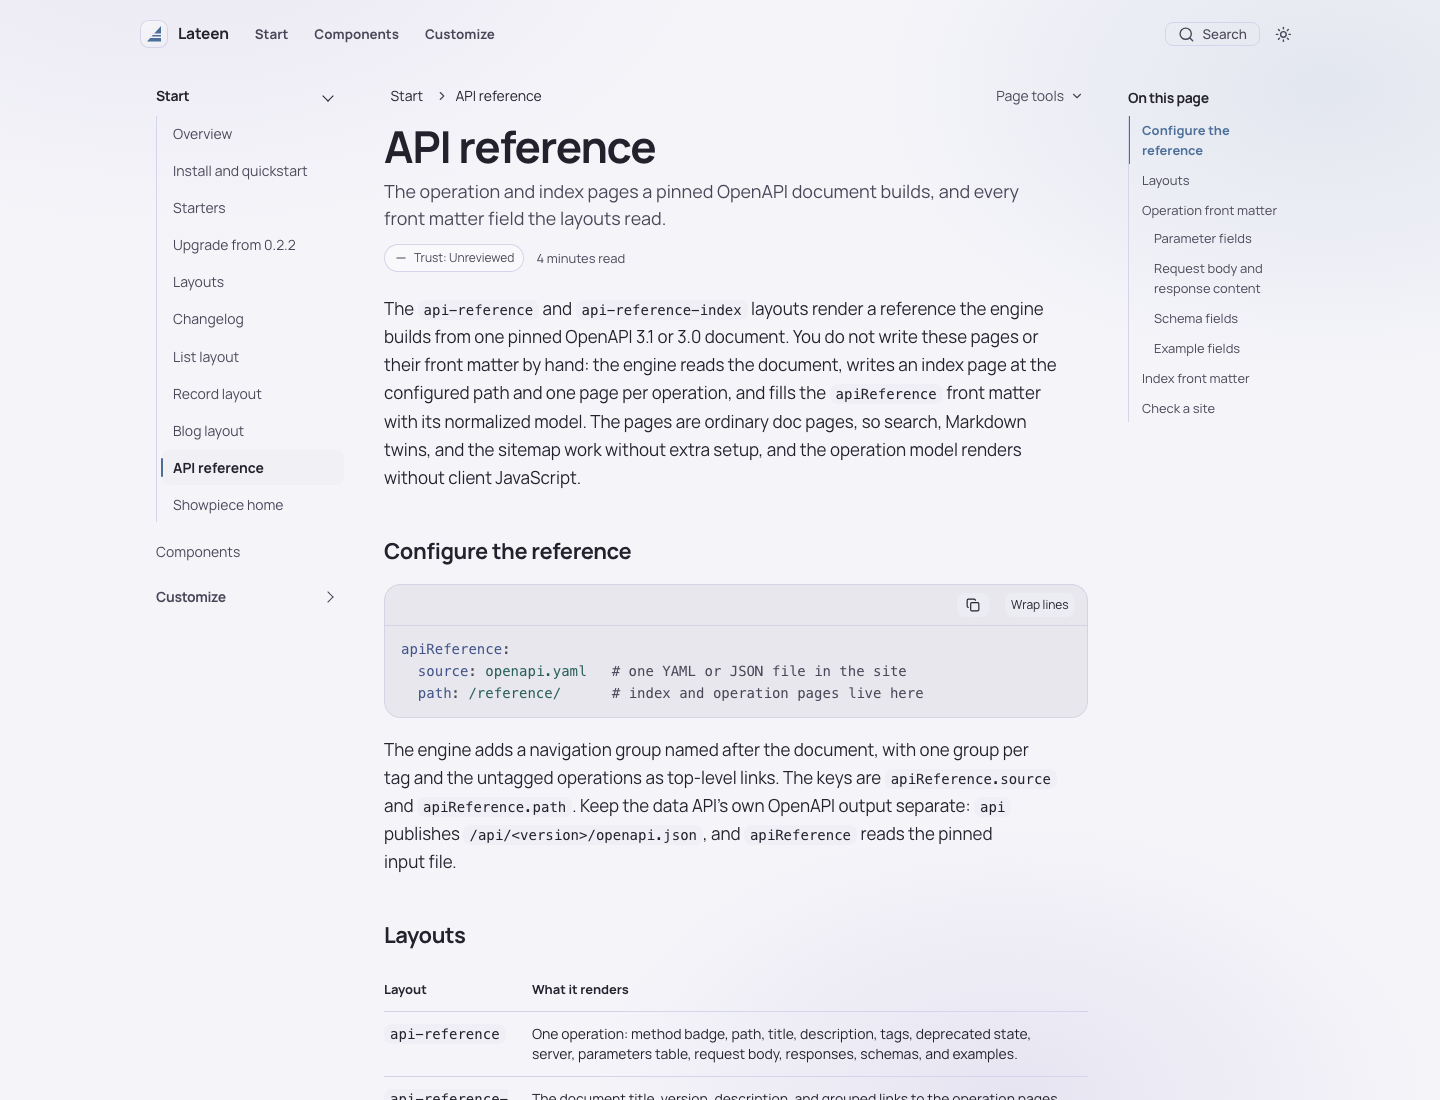 Lateen
Start
Components
Customize
Search
Start
Overview
Install and quickstart
Starters
Upgrade from 0.2.2
Layouts
Changelog
List layout
Record layout
Blog layout
API reference
Showpiece home
Components
Customize
Start
API reference
Page tools
API reference
The operation and index pages a pinned OpenAPI document builds, and every
front matter field the layouts read.
Trust: Unreviewed
4 minutes read
The api-reference and api-reference-index layouts render a reference the engine
builds from one pinned OpenAPI 3.1 or 3.0 document. You do not write these pages or
their front matter by hand: the engine reads the document, writes an index page at the
configured path and one page per operation, and fills the apiReference front matter
with its normalized model. The pages are ordinary doc pages, so search, Markdown
twins, and the sitemap work without extra setup, and the operation model renders
without client JavaScript.
Configure the reference
Wrap lines
apiReference:
  source: openapi.yaml   # one YAML or JSON file in the site
  path: /reference/      # index and operation pages live here
The engine adds a navigation group named after the document, with one group per
tag and the untagged operations as top-level links. The keys are apiReference.source
and apiReference.path. Keep the data API's own OpenAPI output separate: api
publishes /api/<version>/openapi.json, and apiReference reads the pinned
input file.
Layouts
Layout
What it renders
api-reference
One operation: method badge, path, title, description, tags, deprecated state,
server, parameters table, request body, responses, schemas, and examples.
api-reference-
The document title, version, description, and grouped links to the operation pages
On this page
Configure the
reference
Layouts
Operation front matter
Parameter fields
Request body and
response content
Schema fields
Example fields
Index front matter
Check a site